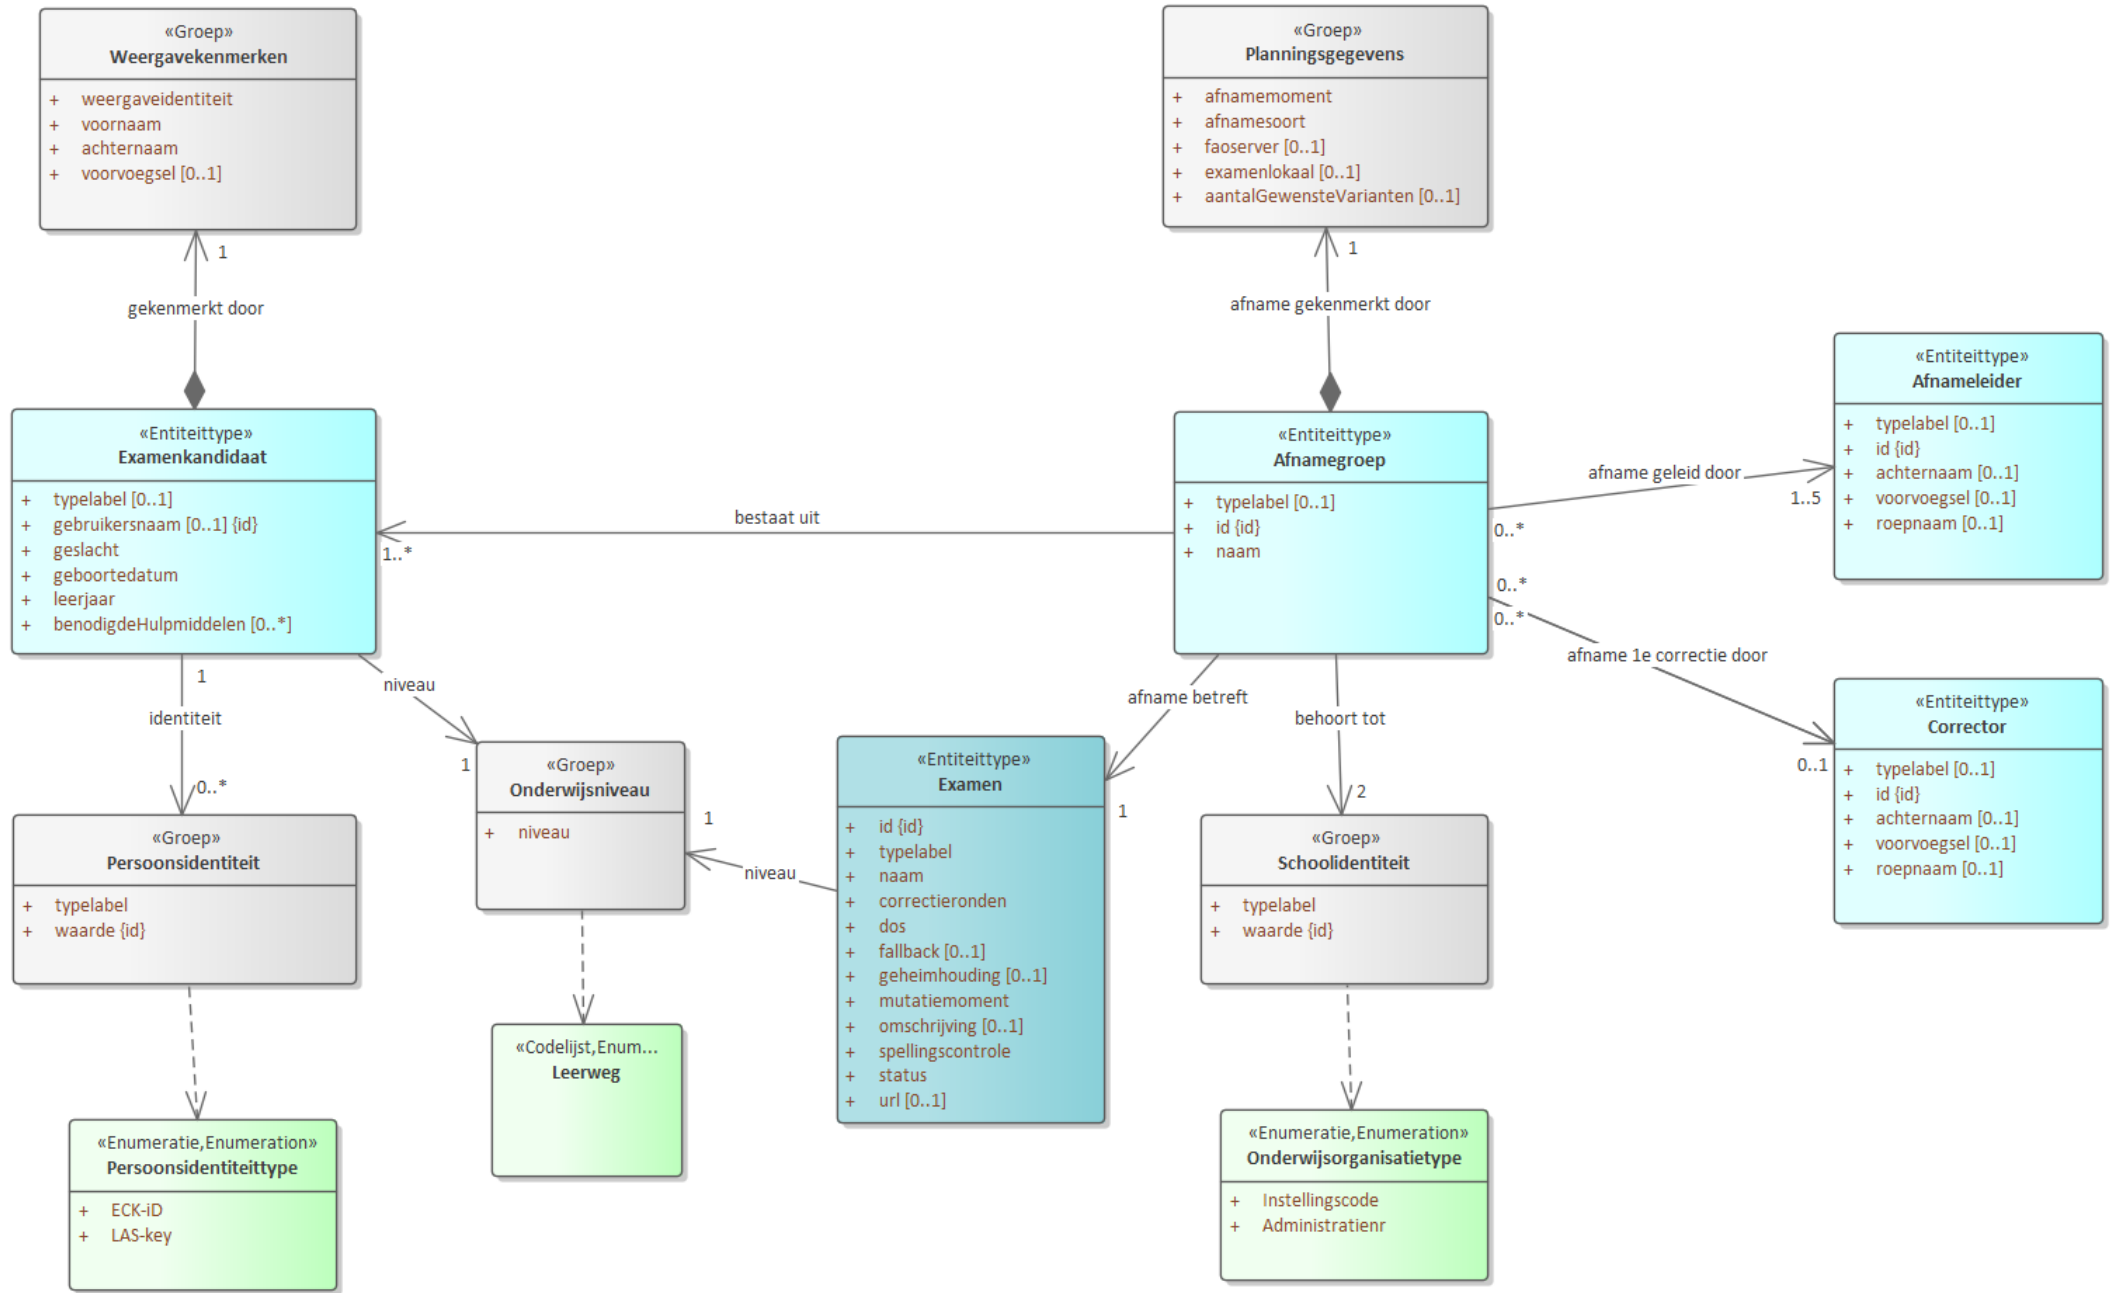 «Groep»
Weergavekenmerken
+ weergaveidentiteit
+ voornaam
+ achternaam
+ voorvoegsel [0..1]
«Groep»
Planningsgegevens
+ afnamemoment
+ afnamesoort
+ faoserver [0..1]
+ examenlokaal [0..1]
+ aantalGewensteVarianten [0..1]
1
gekenmerkt door
1
afname gekenmerkt door
«Entiteittype»
Examenkandidaat
+ typelabel [0..1]
+ gebruikersnaam [0..1] {id}
+ geslacht
+ geboortedatum
+ leerjaar
+ benodigdeHulpmiddelen [0..*]
bestaat uit
1..*
«Entiteittype»
Afnamegroep
+ typelabel [0..1]
+ id {id}
+ naam
afname geleid door
1..5
0..*
«Entiteittype»
Afnameleider
+ typelabel [0..1]
+ id {id}
+ achternaam [0..1]
+ voorvoegsel [0..1]
+ roepnaam [0..1]
0..*
0..*
afname 1e correctie door
0..1
«Entiteittype»
Corrector
+ typelabel [0..1]
+ id {id}
+ achternaam [0..1]
+ voorvoegsel [0..1]
+ roepnaam [0..1]
1
identiteit
0..*
niveau
1
afname betreft
1
behoort tot
2
«Groep»
Persoonsidentiteit
+ typelabel
+ waarde {id}
«Groep»
Onderwijsniveau
+ niveau
1
niveau
«Entiteittype»
Examen
+ id {id}
+ typelabel
+ naam
+ correctieronden
+ dos
+ fallback [0..1]
+ geheimhouding [0..1]
+ mutatiemoment
+ omschrijving [0..1]
+ spellingscontrole
+ status
+ url [0..1]
«Groep»
Schoolidentiteit
+ typelabel
+ waarde {id}
«Enumeratie,Enumeration»
Persoonsidentiteittype
+ ECK-iD
+ LAS-key
«Codelijst,Enum...
Leerweg
«Enumeratie,Enumeration»
Onderwijsorganisatietype
+ Instellingscode
+ Administratienr